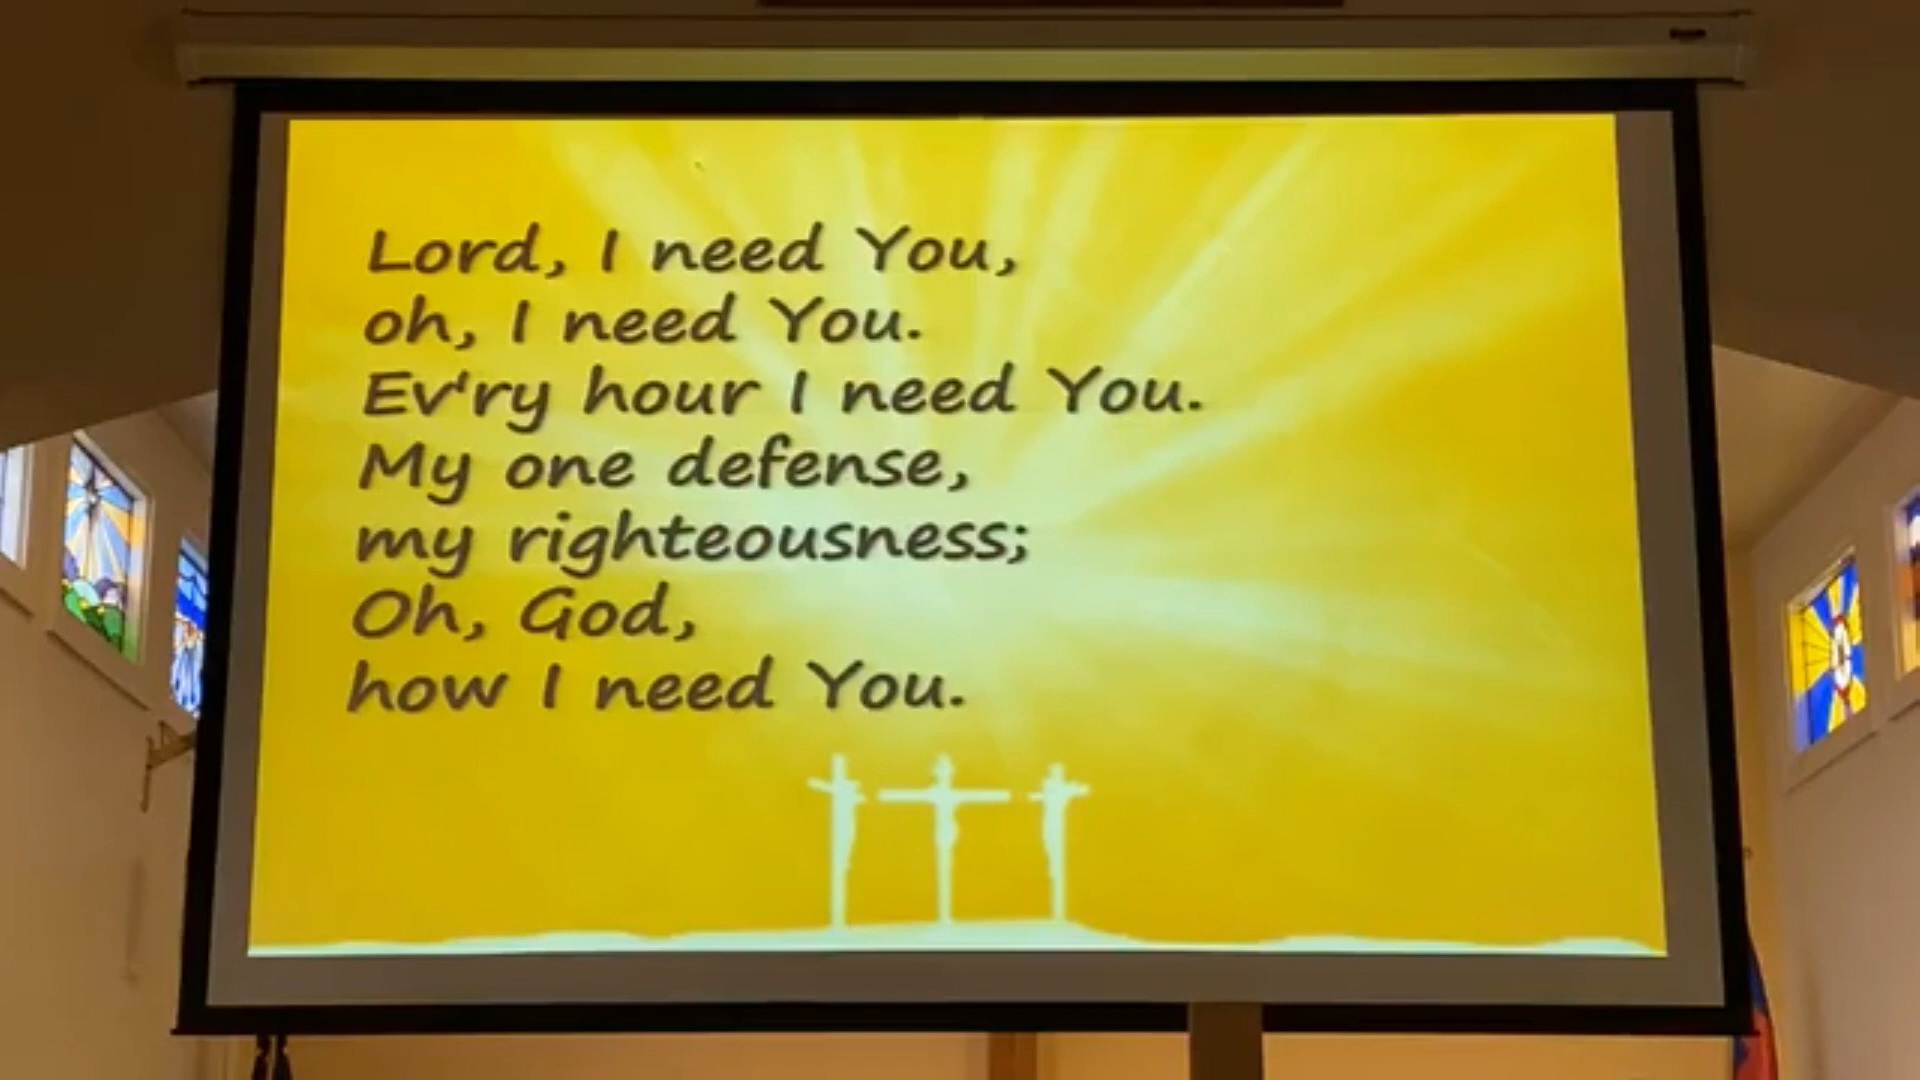 Lord, I need You,
oh, I need You.
Ev'ry hour I need You.
My one defense,
my righteousness;
Oh, God,
how I need You.